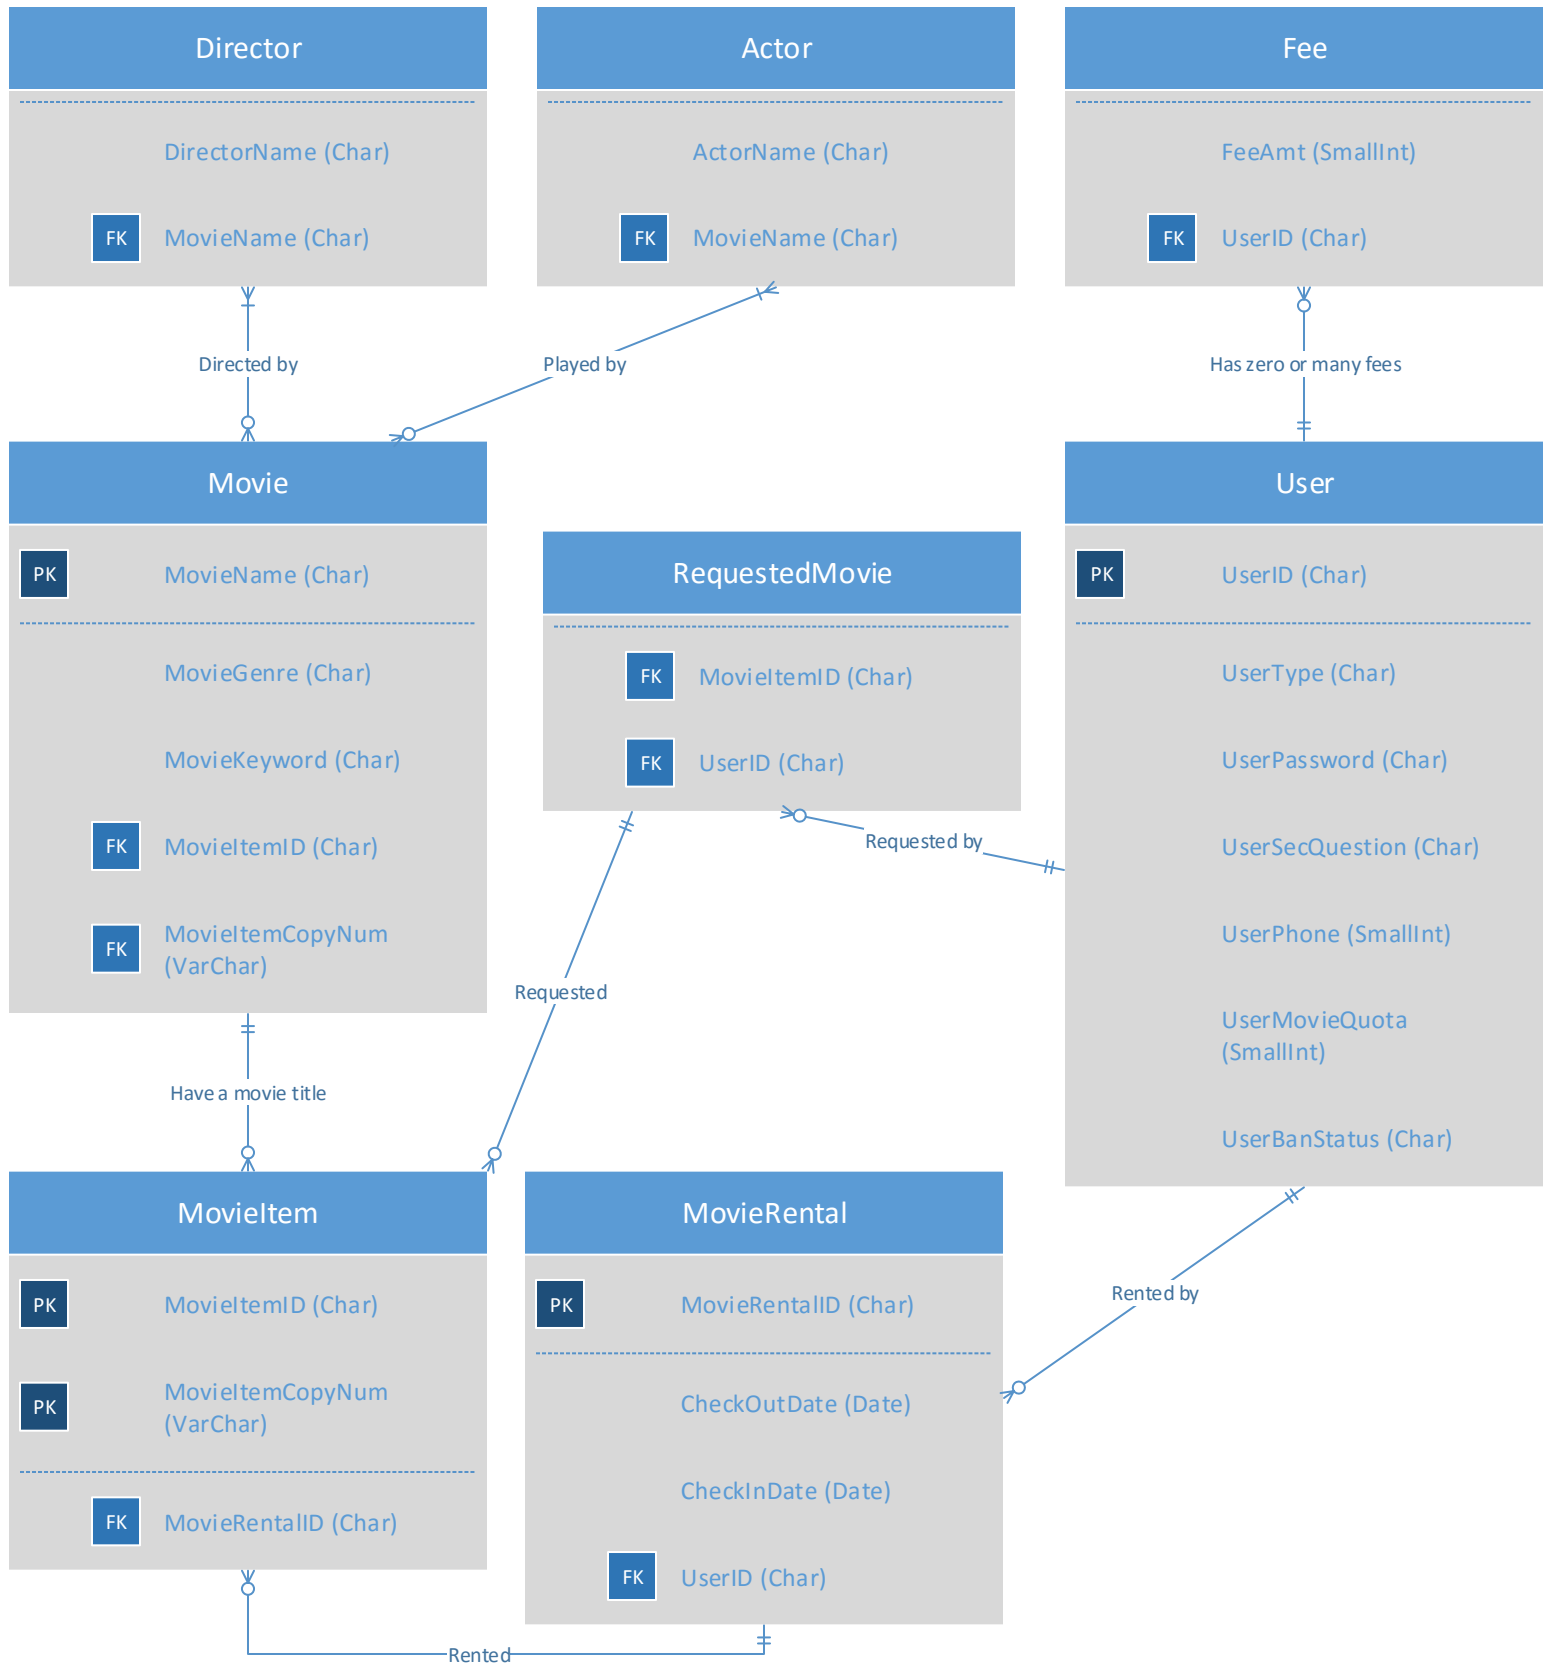 Director
DirectorName (Char)
FK
MovieName (Char)
Actor
ActorName (Char)
FK
MovieName (Char)
Fee
FeeAmt (SmallInt)
FK
UserID (Char)
Directed by
Played by
Has zero or many fees
Movie
PK
MovieName (Char)
MovieGenre (Char)
MovieKeyword (Char)
FK
MovieItemID (Char)
FK
MovieItemCopyNum
(VarChar)
RequestedMovie
FK
MovieItemID (Char)
FK
UserID (Char)
User
PK
UserID (Char)
UserType (Char)
UserPassword (Char)
UserSecQuestion (Char)
UserPhone (SmallInt)
UserMovieQuota
(SmallInt)
UserBanStatus (Char)
Requested by
Requested
Have a movie title
MovieItem
PK
MovieItemID (Char)
PK
MovieItemCopyNum
(VarChar)
FK
MovieRentalID (Char)
MovieRental
PK
MovieRentalID (Char)
CheckOutDate (Date)
CheckInDate (Date)
FK
UserID (Char)
Rented by
Rented